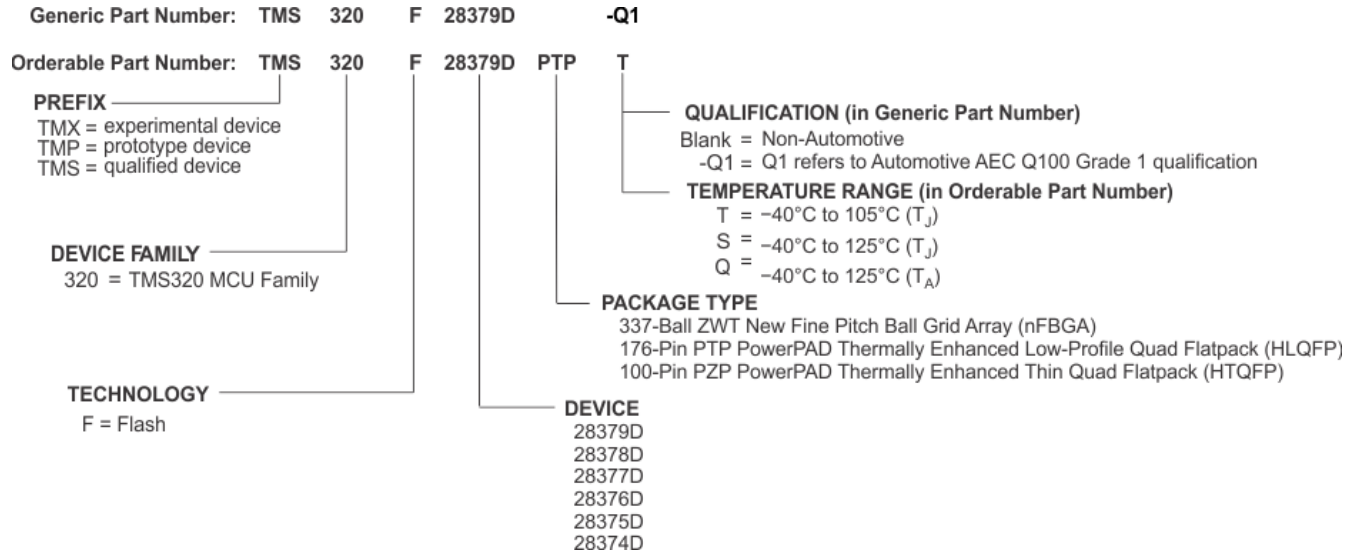 Generic Part Number: TMS 320 F 28379D -Q1
Orderable Part Number: TMS 320 F 28379D PTP T
PREFIX
TMX = experimental device
TMP = prototype device
TMS = qualified device
QUALIFICATION (in Generic Part Number)
Blank = Non-Automotive
-Q1 = Q1 refers to Automotive AEC Q100 Grade 1 qualification
TEMPERATURE RANGE (in Orderable Part Number)
T = −40°C to 105°C (TJ)
S = −40°C to 125°C (TJ)
Q = −40°C to 125°C (TA)
DEVICE FAMILY
320 = TMS320 MCU Family
PACKAGE TYPE
337-Ball ZWT New Fine Pitch Ball Grid Array (nFBGA)
176-Pin PTP PowerPAD Thermally Enhanced Low-Profile Quad Flatpack (HLQFP)
100-Pin PZP PowerPAD Thermally Enhanced Thin Quad Flatpack (HTQFP)
TECHNOLOGY
F = Flash
DEVICE
28379D
28378D
28377D
28376D
28375D
28374D